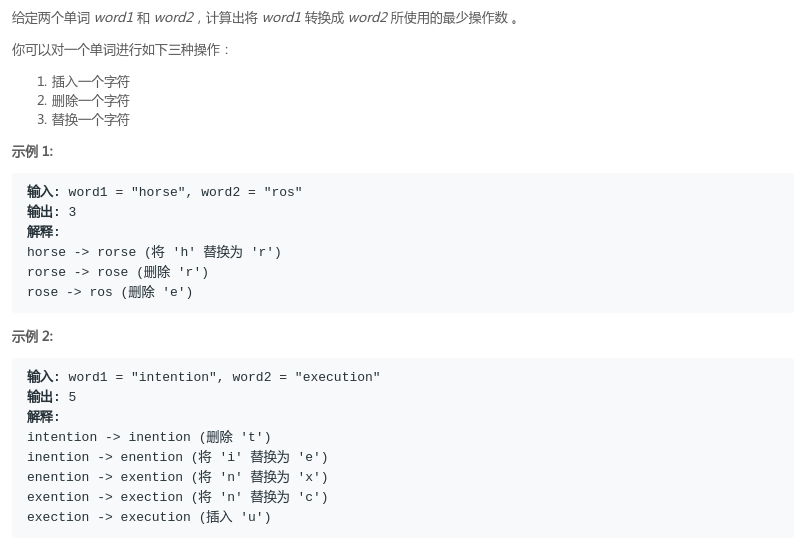 给定两个单词 word1 和 word2，计算出将 word1 转换成 word2 所使用的最少操作数 。
你可以对一个单词进行如下三种操作：
1. 插入一个字符
2. 删除一个字符
3. 替换一个字符
示例 1:
输入: word1 = "horse", word2 = "ros"
输出: 3
解释:
horse -> rorse (将 'h' 替换为 'r')
rorse -> rose (删除 'r')
rose -> ros (删除 'e')
示例 2:
输入: word1 = "intention", word2 = "execution"
输出: 5
解释:
intention -> inention (删除 't')
inention -> enention (将 'i' 替换为 'e')
enention -> exention (将 'n' 替换为 'x')
exention -> exection (将 'n' 替换为 'c')
exection -> execution (插入 'u')